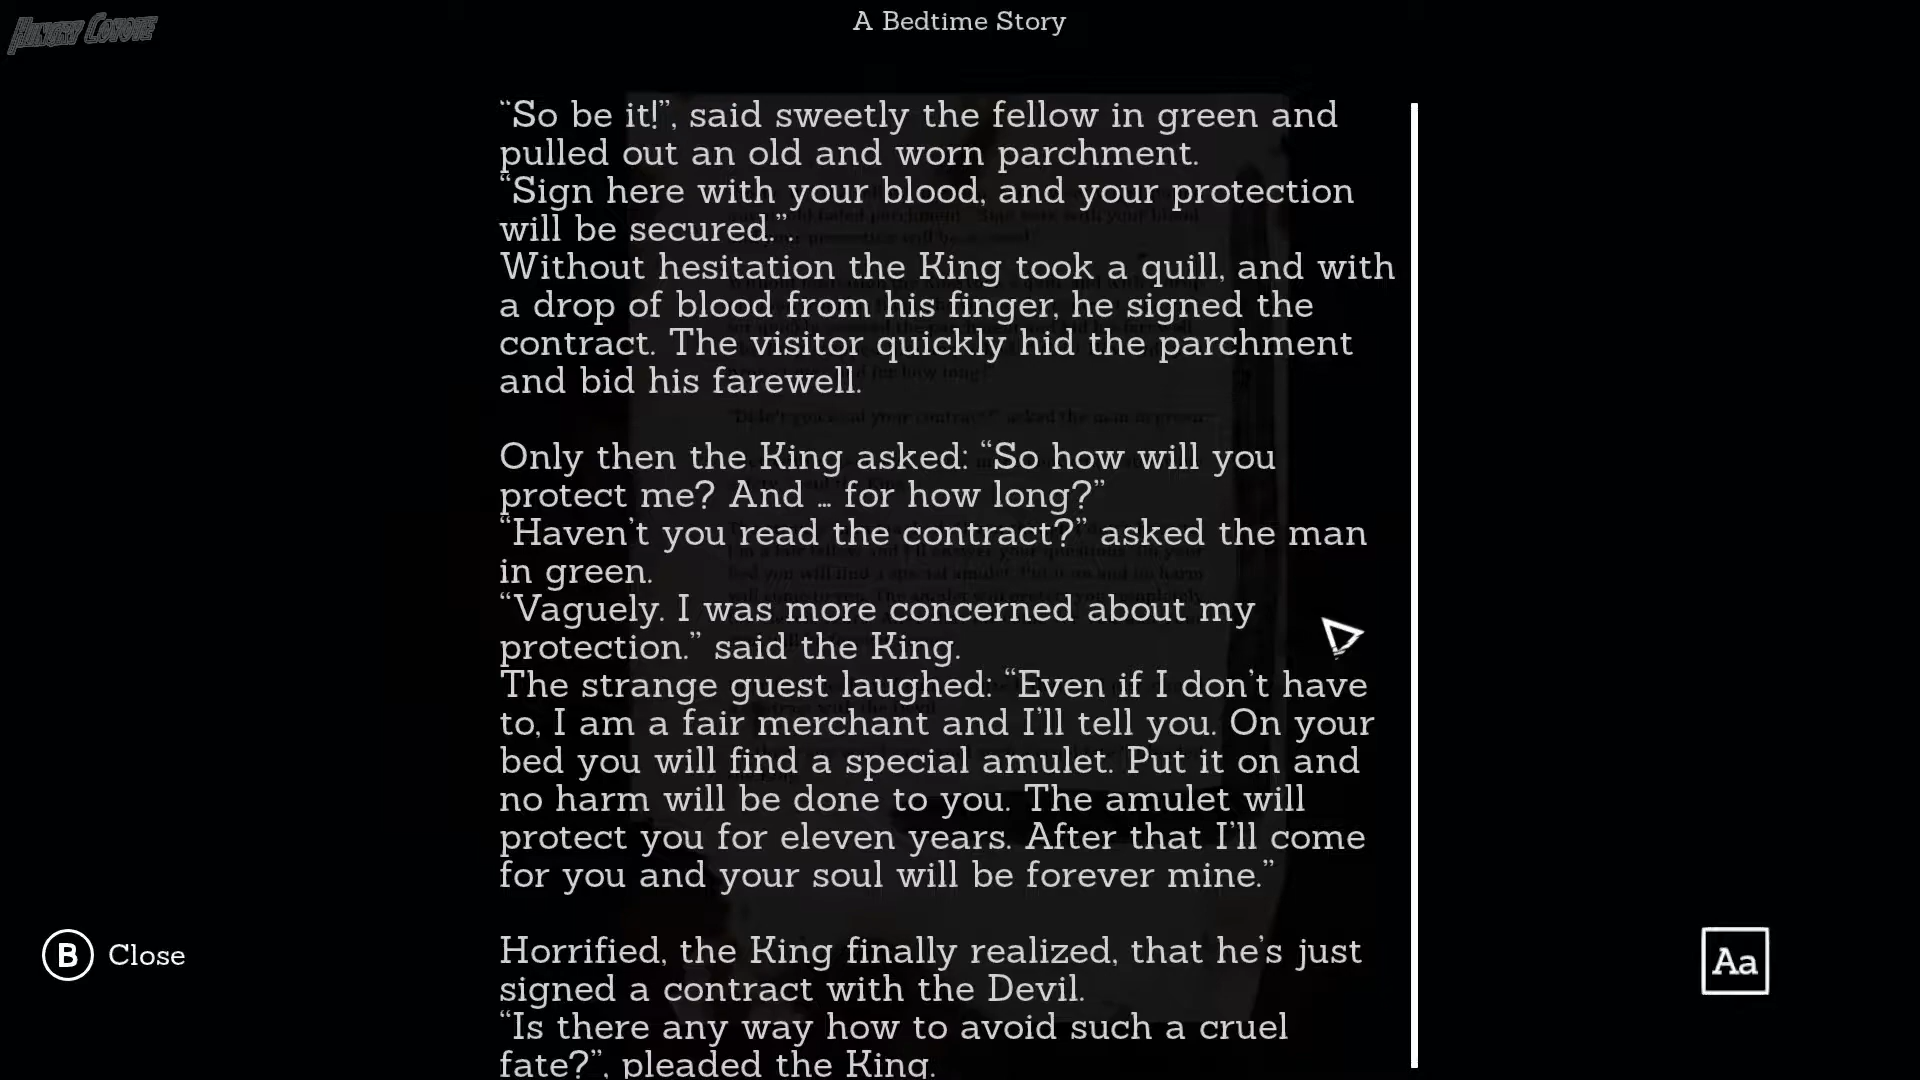 Hungry Coyote
A Bedtime Story
“So be it!”, said sweetly the fellow in green and
pulled out an old and worn parchment.
“Sign here with your blood, and your protection
will be secured.”.
Without hesitation the King took a quill, and with
a drop of blood from his finger, he signed the
contract. The visitor quickly hid the parchment
and bid his farewell.
Only then the King asked: “So how will you
protect me? And ... for how long?”
“Haven’t you read the contract?” asked the man
in green.
“Vaguely. I was more concerned about my
protection.” said the King.
The strange guest laughed: “Even if I don’t have
to, I am a fair merchant and I’ll tell you. On your
bed you will find a special amulet. Put it on and
no harm will be done to you. The amulet will
protect you for eleven years. After that I’ll come
for you and your soul will be forever mine.”
Horrified, the King finally realized, that he’s just
signed a contract with the Devil.
“Is there any way how to avoid such a cruel
fate?”, pleaded the King.
B Close
Aa